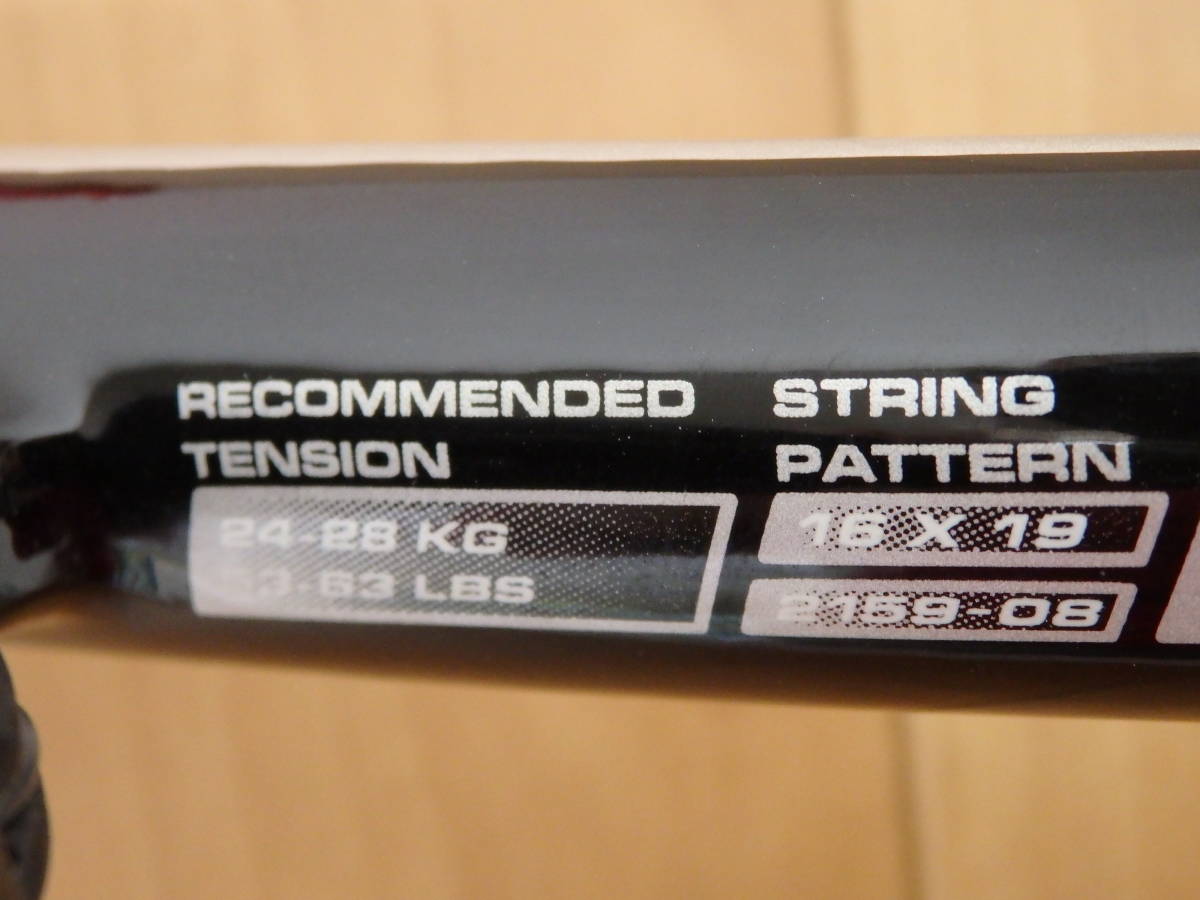 RECOMMENDED
TENSION
24-28 KG
53-63 LBS
STRING
PATTERN
16 X 19
2159-08